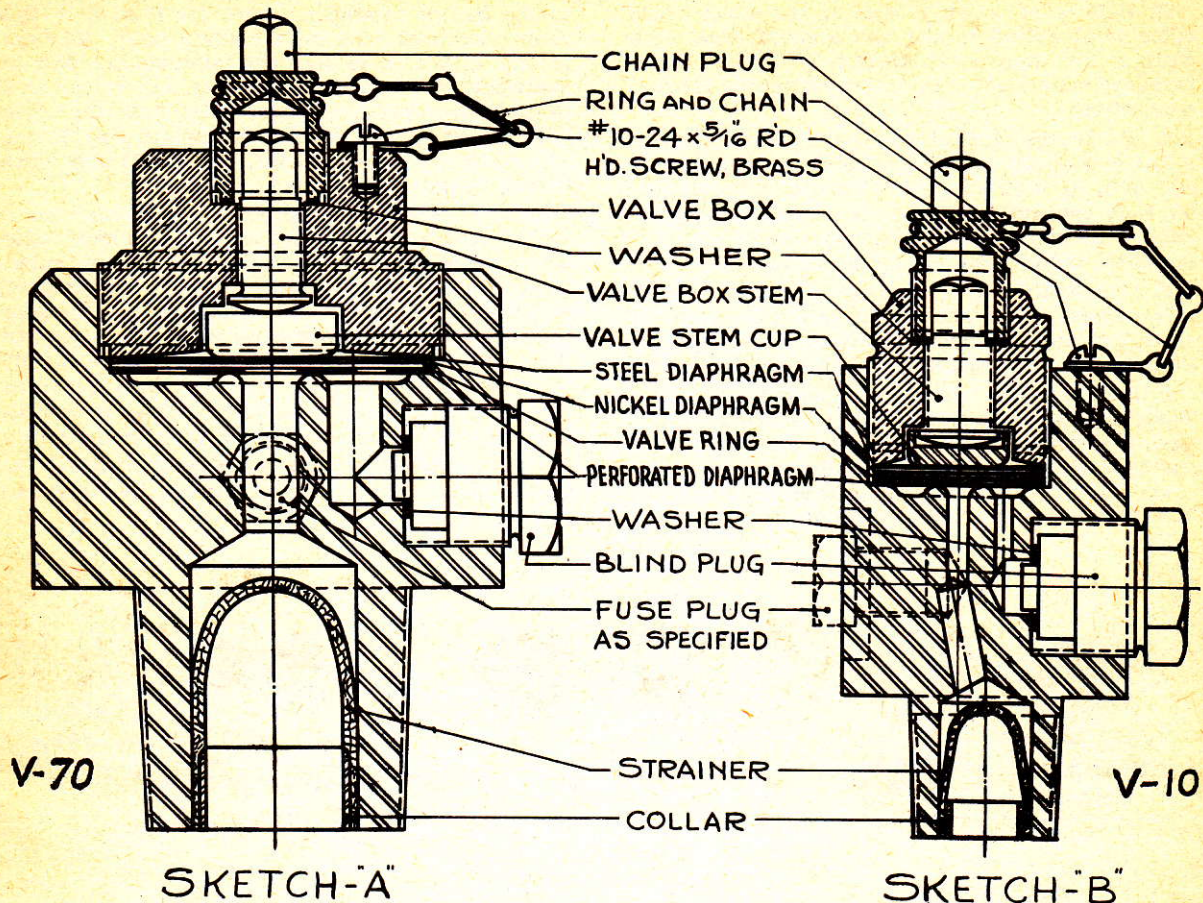 CHAIN PLUG
RING AND CHAIN
#10-24 x 5/16" R'D
H'D. SCREW, BRASS
VALVE BOX
WASHER
VALVE BOX STEM
VALVE STEM CUP
STEEL DIAPHRAGM
NICKEL DIAPHRAGM
VALVE RING
PERFORATED DIAPHRAGM
WASHER
BLIND PLUG
FUSE PLUG
AS SPECIFIED
STRAINER
COLLAR
V-70
V-10
SKETCH-"A"
SKETCH-"B"